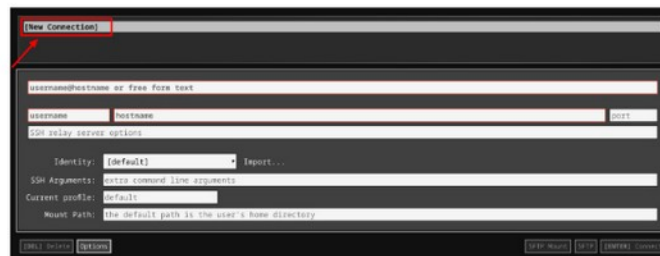 [New Connection]
username@hostname or free form text
username hostname port
SSH relay server options
Identity: [default] Import...
SSH Arguments: extra command line arguments
Current profile: default
Mount Path: the default path is the user's home directory
[DEL] Delete Options SFTP Mount SFTP [ENTER] Connec